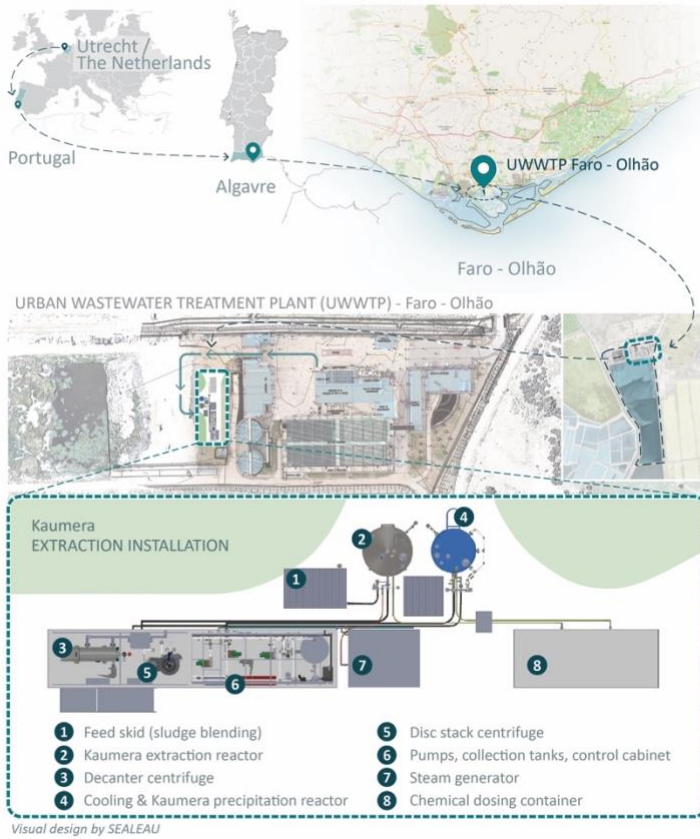 Utrecht /
The Netherlands
Portugal
Algavre
UWWTP Faro - Olhão
Faro - Olhão
URBAN WASTEWATER TREATMENT PLANT (UWWTP) - Faro - Olhão
Kaumera
EXTRACTION INSTALLATION
1
2
4
3
5
6
7
8
1 Feed skid (sludge blending)
2 Kaumera extraction reactor
3 Decanter centrifuge
4 Cooling & Kaumera precipitation reactor
5 Disc stack centrifuge
6 Pumps, collection tanks, control cabinet
7 Steam generator
8 Chemical dosing container
Visual design by SEALEAU